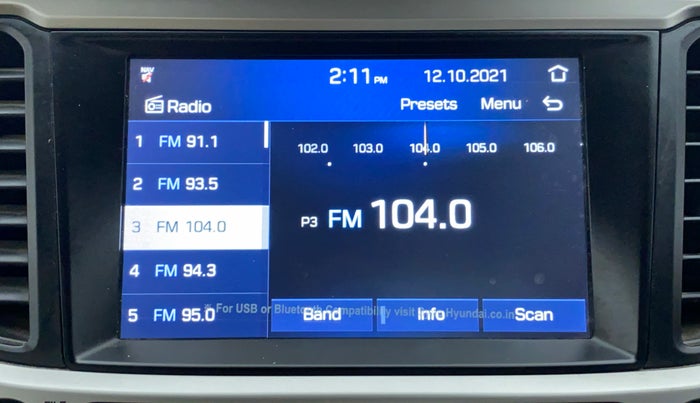 NAV
2:11 PM
12.10.2021
Radio
Presets
Menu
1 FM 91.1
2 FM 93.5
3 FM 104.0
4 FM 94.3
5 FM 95.0
102.0 103.0 104.0 105.0 106.0
P3 FM 104.0
* For USB or Bluetooth Compatibility visit Hyundai.co.in
Band
Info
Scan